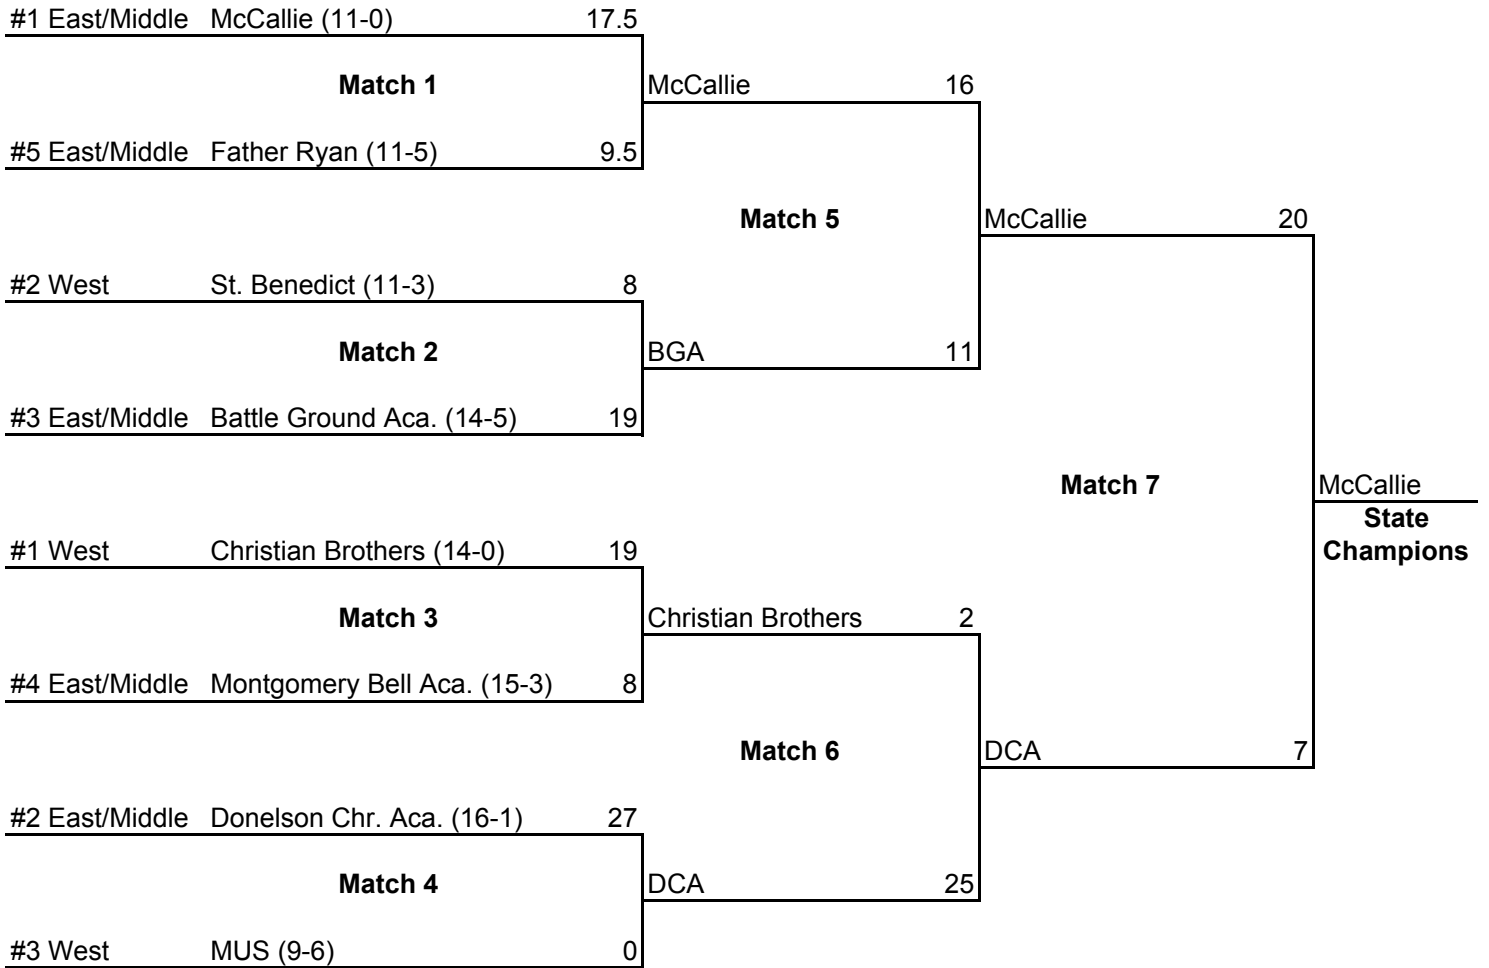 #1 East/Middle McCallie (11-0) 17.5
Match 1 McCallie 16
#5 East/Middle Father Ryan (11-5) 9.5
Match 5 McCallie 20
#2 West St. Benedict (11-3) 8
Match 2 BGA 11
#3 East/Middle Battle Ground Aca. (14-5) 19
Match 7 McCallie
State
#1 West Christian Brothers (14-0) 19 Champions
Match 3 Christian Brothers 2
#4 East/Middle Montgomery Bell Aca. (15-3) 8
Match 6 DCA 7
#2 East/Middle Donelson Chr. Aca. (16-1) 27
Match 4 DCA 25
#3 West MUS (9-6) 0